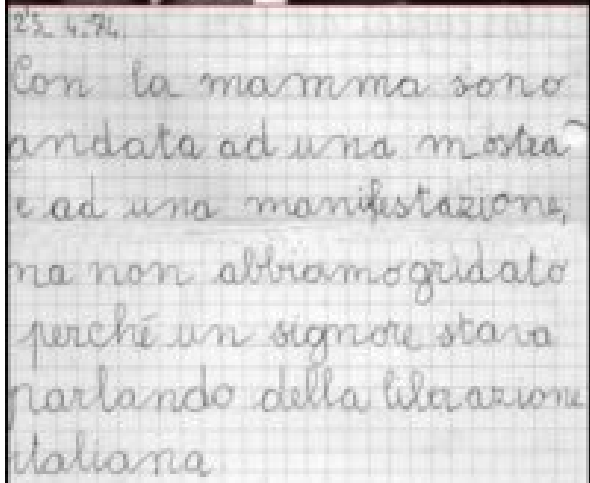 25. 4. 74.
Con la mamma sono
andata ad una mostra
e ad una manifestazione,
ma non abbiamo gridato
perché un signore stava
parlando della liberazione
italiana.